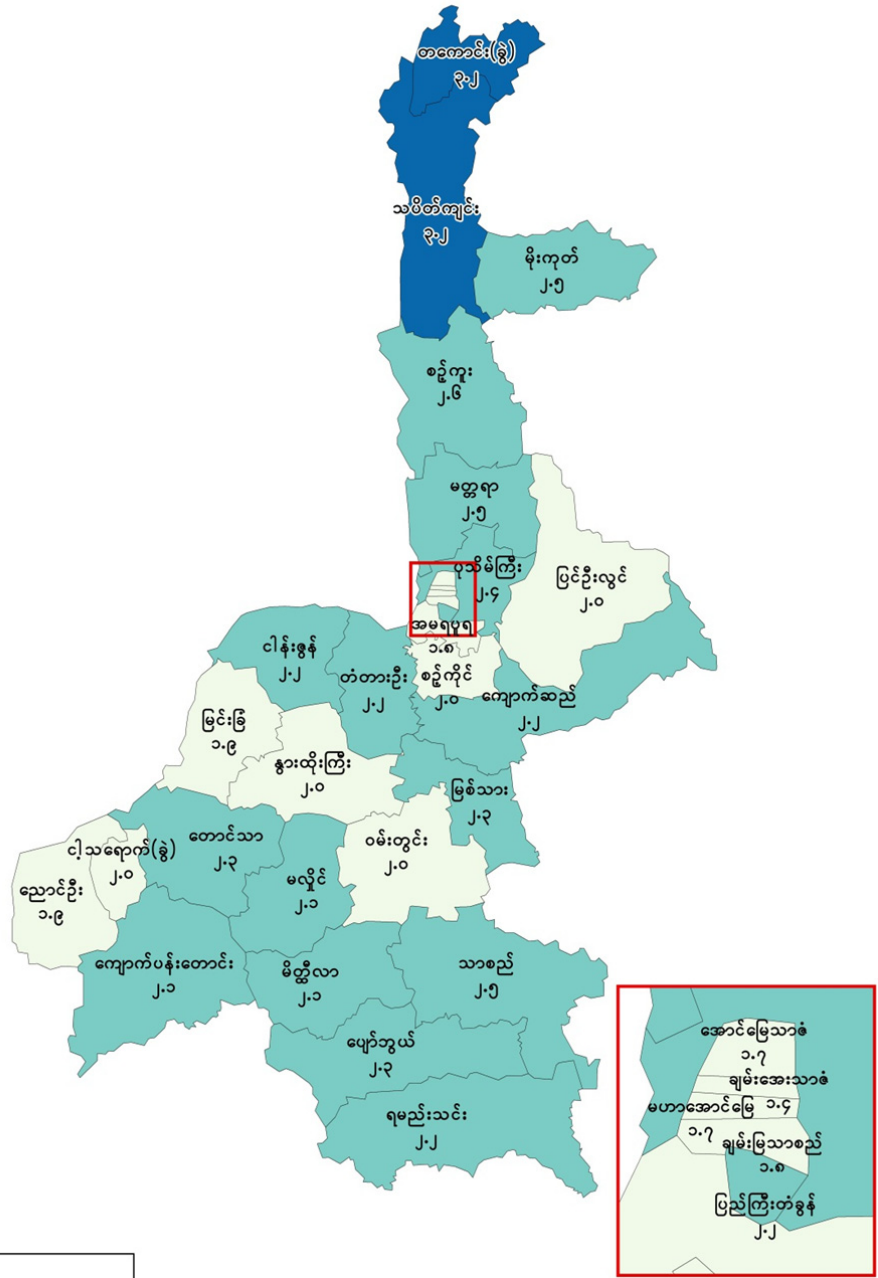 တကောင်း(ခွဲ)
၃.၂
သပိတ်ကျင်း
၃.၂
မိုးကုတ်
၂.၅
စဉ့်ကူး
၂.၆
မတ္တရာ
၂.၅
ပုသိမ်ကြီး
၂.၄
ပြင်ဦးလွင်
၂.၀
အမရပူရ
၁.၈
စဉ့်ကိုင်
၂.၀
ကျောက်ဆည်
၂.၂
ငါန်းဇွန်
၂.၂
တံတားဦး
၂.၂
မြင်းခြံ
၁.၉
နွားထိုးကြီး
၂.၀
မြစ်သား
၂.၃
တောင်သာ
၂.၃
ဝမ်းတွင်း
၂.၀
ငါ့သရောက်(ခွဲ)
၂.၀
မလှိုင်
၂.၁
ညောင်ဦး
၁.၉
ကျောက်ပန်းတောင်း
၂.၁
မိတ္ထီလာ
၂.၁
သာစည်
၂.၅
ပျော်ဘွယ်
၂.၃
ရမည်းသင်း
၂.၂
အောင်မြေသာဇံ
၁.၇
ချမ်းအေးသာဇံ
၁.၄
မဟာအောင်မြေ
၁.၇
ချမ်းမြသာစည်
၁.၈
ပြည်ကြီးတံခွန်
၂.၂